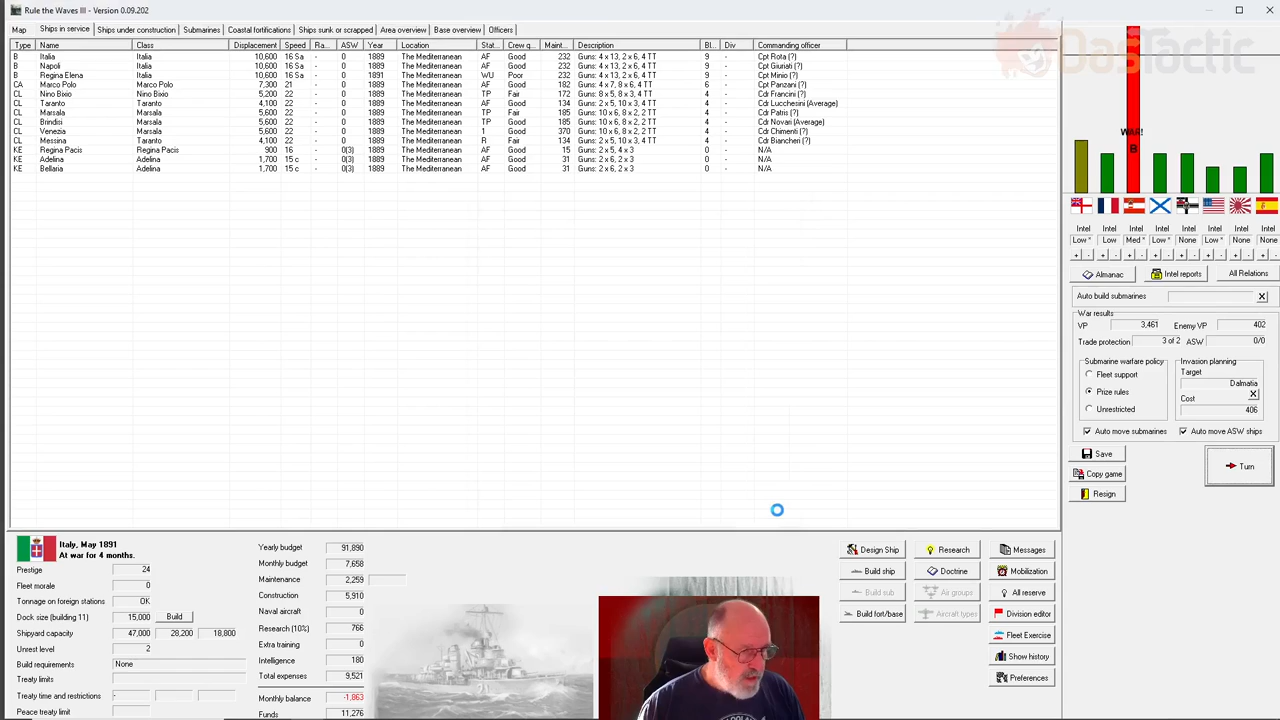 Rule the Waves III - Version 0.09.202
Map Ships in service Ships under construction Submarines Coastal fortifications Ships sunk or scrapped Area overview Base overview Officers
Type Name Class Displacement Speed Ra... ASW Year Location Stat... Crew q... Maint... Description Bl... Div Commanding officer
B Italia Italia 10,600 16 Sa - 0 1889 The Mediterranean AF Good 232 Guns: 4 x 13, 2 x 6, 4 TT 9 - Cpt Rota (?)
B Napoli Italia 10,600 16 Sa - 0 1889 The Mediterranean AF Good 232 Guns: 4 x 13, 2 x 6, 4 TT 9 - Cpt Giuriati (?)
B Regina Elena Italia 10,600 16 Sa - 0 1891 The Mediterranean WU Poor 232 Guns: 4 x 13, 2 x 6, 4 TT 9 - Cpt Minio (?)
CA Marco Polo Marco Polo 7,300 21 - 0 1889 The Mediterranean AF Good 246 Guns: 4 x 7, 8 x 6, 4 TT 6 - Cpt Panzani (?)
CL Nino Bixio Nino Bixio 5,200 22 - 0 1889 The Mediterranean TP Fair 172 Guns: 8 x 5, 8 x 3, 4 TT 4 - Cdr Francini (?)
CL Taranto Taranto 4,100 22 - 0 1889 The Mediterranean AF Good 134 Guns: 2 x 5, 10 x 3, 4 TT 4 - Cdr Lucchesini (Average)
CL Marsala Marsala 5,600 22 - 0 1889 The Mediterranean TP Fair 185 Guns: 10 x 6, 8 x 2, 2 TT 4 - Cdr Patris (?)
CL Brindisi Marsala 5,600 22 - 0 1889 The Mediterranean TP Good 185 Guns: 10 x 6, 8 x 2, 2 TT 4 - Cdr Novari (Average)
CL Venezia Marsala 5,600 22 - 0 1889 The Mediterranean 1 Good 370 Guns: 10 x 6, 8 x 2, 2 TT 4 - Cdr Chimenti (?)
CL Messina Taranto 4,100 22 - 0 1889 The Mediterranean R Fair 134 Guns: 2 x 5, 10 x 3, 4 TT 4 - Cdr Biancheri (?)
KE Regina Pacis Regina Pacis 900 16 0(3) 1889 The Mediterranean AF Good 15 Guns: 2 x 5, 4 x 3 0 - N/A
KE Adelina Adelina 1,700 15 c 0(3) 1889 The Mediterranean AF Good 31 Guns: 2 x 6, 2 x 3 0 - N/A
KE Bellaria Adelina 1,700 15 c 0(3) 1889 The Mediterranean AF Good 31 Guns: 2 x 6, 2 x 3 0 - N/A
DasTactic
WAR!
B
Intel Intel Intel Intel Intel Intel Intel Intel
Low * Low Med * Low * None Low * None None
+ - + - + - + - + - + - + - + -
Almanac Intel reports All Relations
Auto build submarines X
War results
VP 3,461 Enemy VP 402
Trade protection 3 of 2 ASW 0/0
Submarine warfare policy
Fleet support
Prize rules
Unrestricted
Invasion planning
Target
Dalmatia
Cost X
406
Auto move submarines Auto move ASW ships
Save
Copy game
Resign
Turn
Italy, May 1891
At war for 4 months.
Prestige 24
Fleet morale 0
Tonnage on foreign stations OK
Dock size (building 11) 15,000 Build
Shipyard capacity 47,000 28,200 18,800
Unrest level 2
Build requirements None
Treaty limits
Treaty time and restrictions -
Peace treaty limit
Yearly budget 91,890
Monthly budget 7,658
Maintenance 2,259
Construction 5,910
Naval aircraft 0
Research (10%) 766
Extra training 0
Intelligence 180
Total expenses 9,521
Monthly balance -1,863
Funds 11,276
Design Ship Research Messages
Build ship Doctrine Mobilization
Build sub Air groups All reserve
Build fort/base Aircraft types Division editor
Fleet Exercise
Show history
Preferences